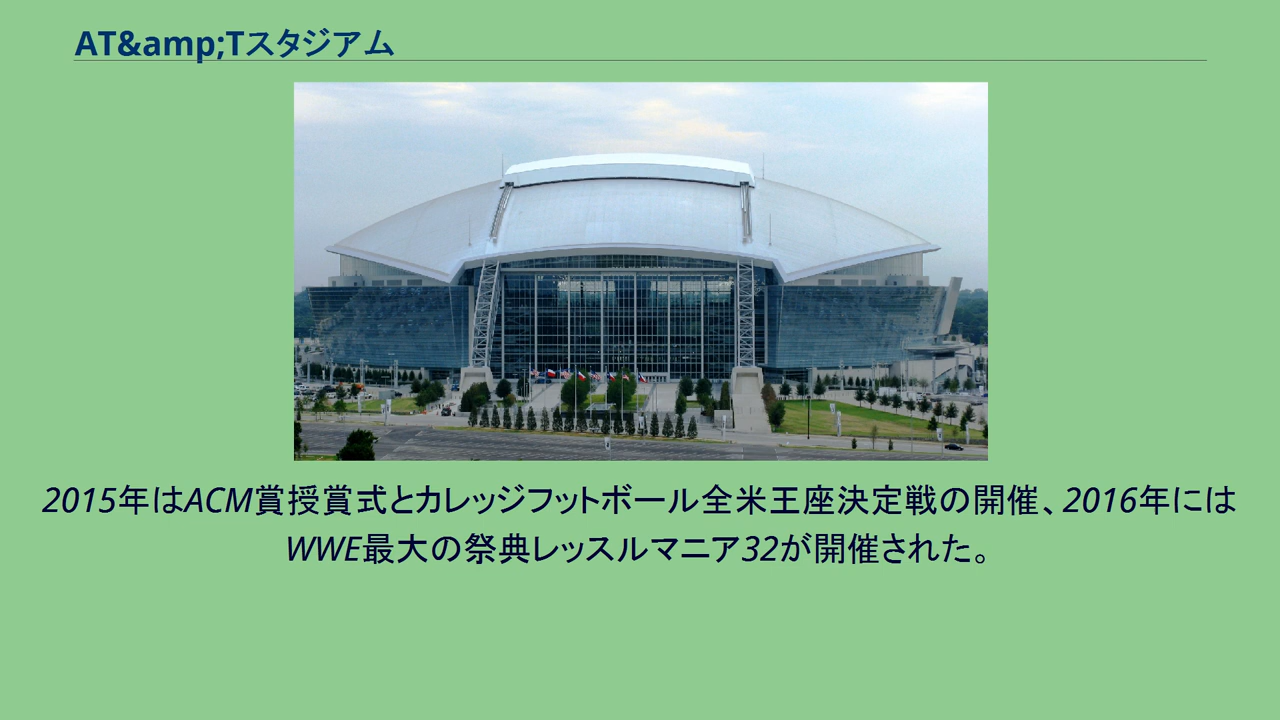 AT&amp;Tスタジアム
2015年はACM賞授賞式とカレッジフットボール全米王座決定戦の開催、2016年には
WWE最大の祭典レッスルマニア32が開催された。